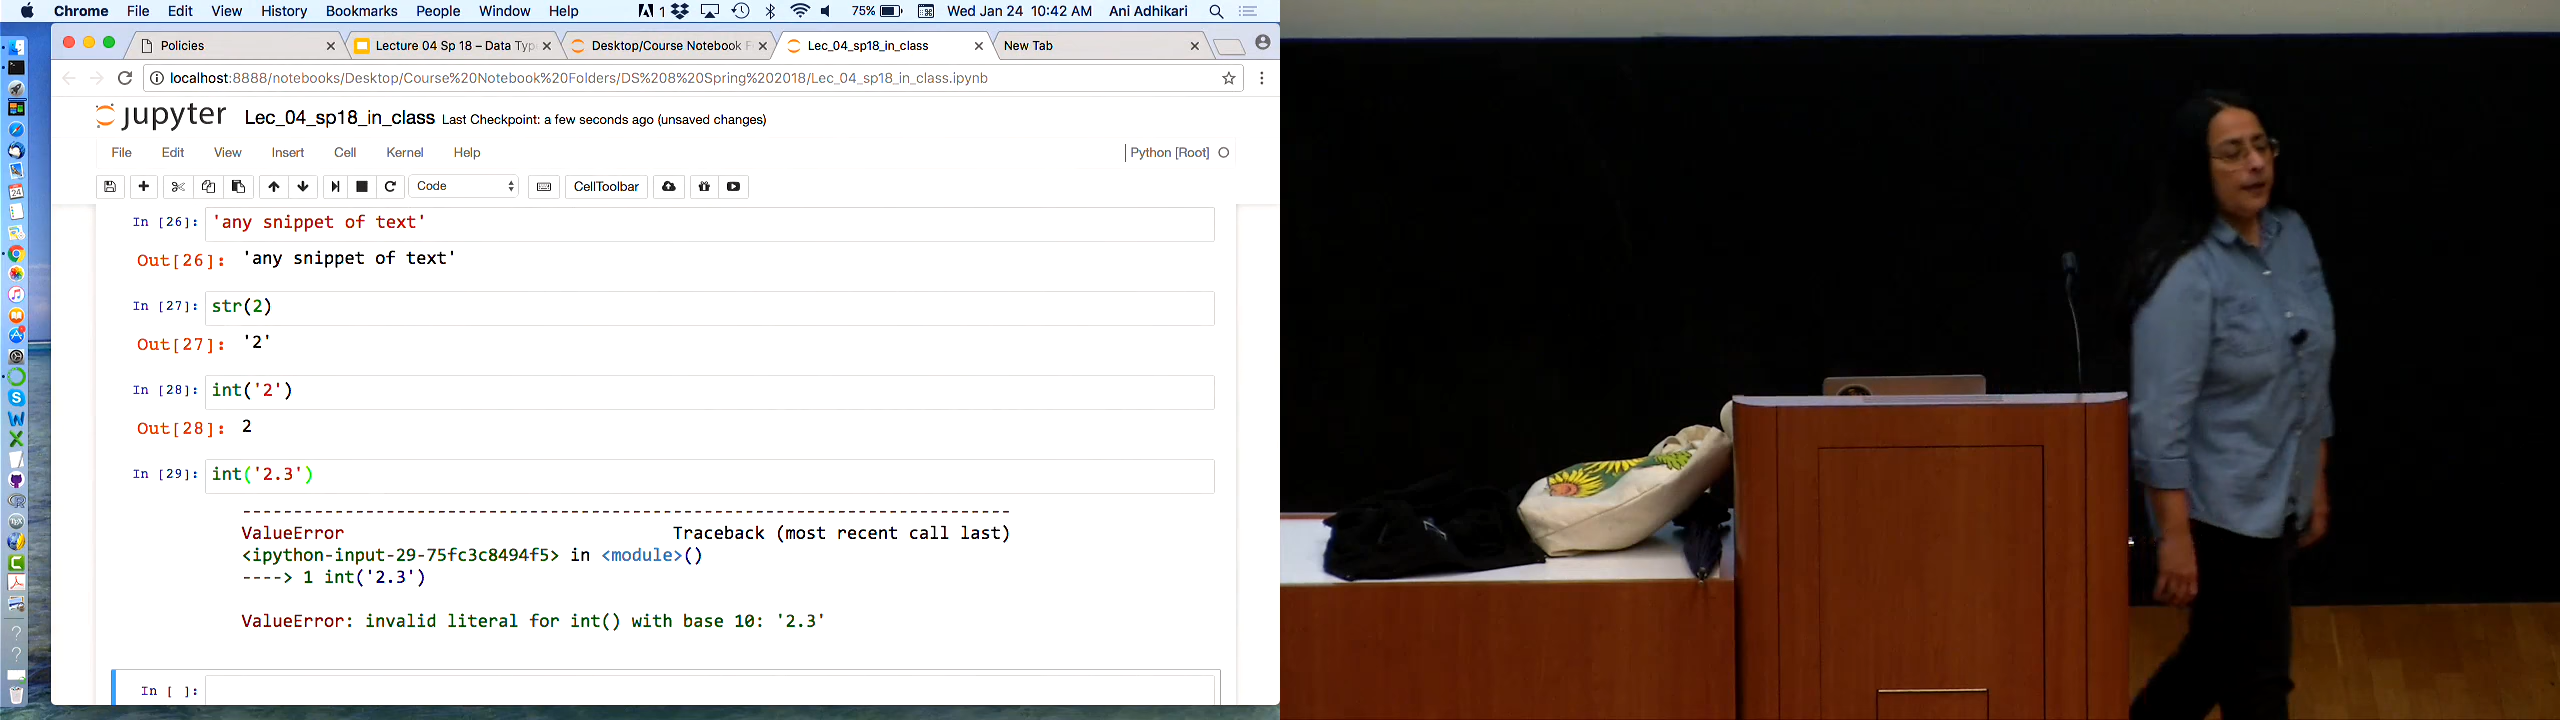 Chrome File Edit View History Bookmarks People Window Help 1 75% Wed Jan 24 10:42 AM Ani Adhikari
Policies Lecture 04 Sp 18 – Data Typ Desktop/Course Notebook F Lec_04_sp18_in_class New Tab
localhost:8888/notebooks/Desktop/Course%20Notebook%20Folders/DS%208%20Spring%202018/Lec_04_sp18_in_class.ipynb
jupyter Lec_04_sp18_in_class Last Checkpoint: a few seconds ago (unsaved changes)
File Edit View Insert Cell Kernel Help Python [Root]
Code CellToolbar
In [26]: 'any snippet of text'
Out[26]: 'any snippet of text'
In [27]: str(2)
Out[27]: '2'
In [28]: int('2')
Out[28]: 2
In [29]: int('2.3')
---------------------------------------------------------------------------
ValueError Traceback (most recent call last)
<ipython-input-29-75fc3c8494f5> in <module>()
----> 1 int('2.3')
ValueError: invalid literal for int() with base 10: '2.3'
In [ ]: